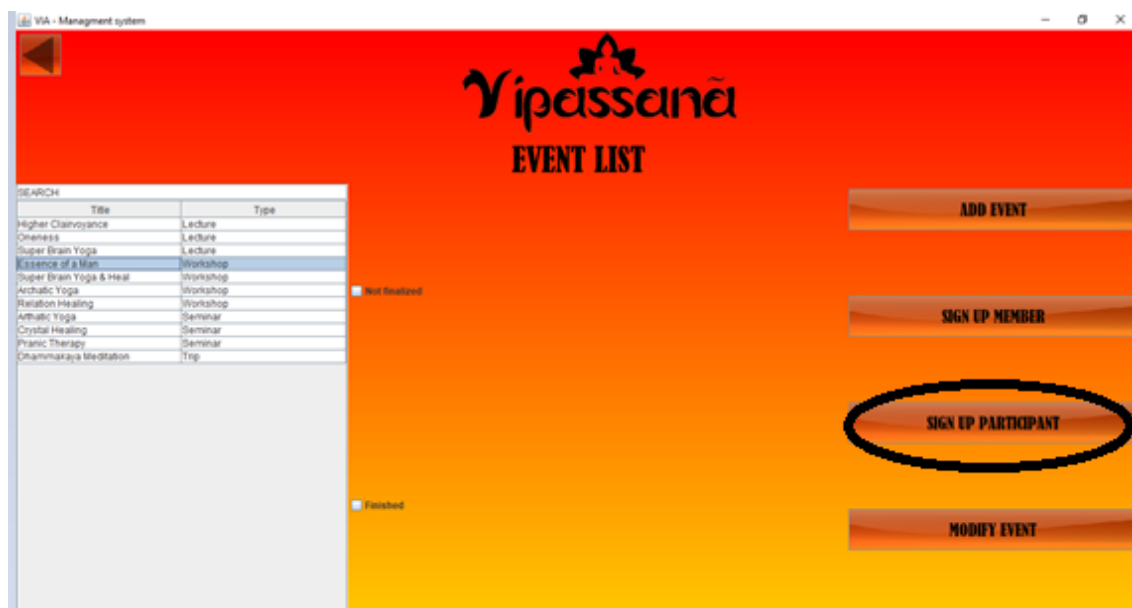 VIA - Managment system
Vipassanã
EVENT LIST
SEARCH
Title Type
Higher Clairvoyance Lecture
Oneness Lecture
Super Brain Yoga Lecture
Essence of a Man Workshop
Super Brain Yoga & Heal Workshop
Archatic Yoga Workshop
Relation Healing Workshop
Arthatic Yoga Seminar
Crystal Healing Seminar
Pranic Therapy Seminar
Dhammakaya Meditation Trip
Not finalized
Finished
ADD EVENT
SIGN UP MEMBER
SIGN UP PARTICIPANT
MODIFY EVENT